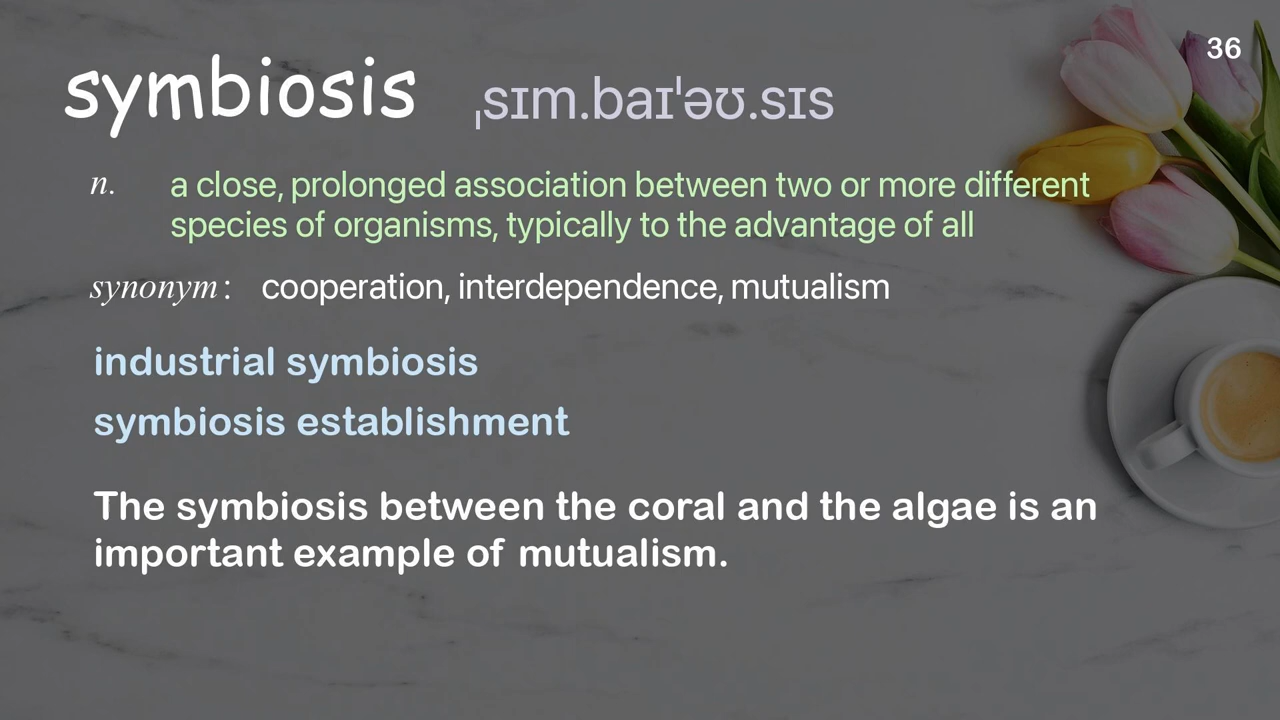 36
symbiosis ˌsɪm.baɪˈəʊ.sɪs
n. a close, prolonged association between two or more different
species of organisms, typically to the advantage of all
synonym : cooperation, interdependence, mutualism
industrial symbiosis
symbiosis establishment
The symbiosis between the coral and the algae is an
important example of mutualism.